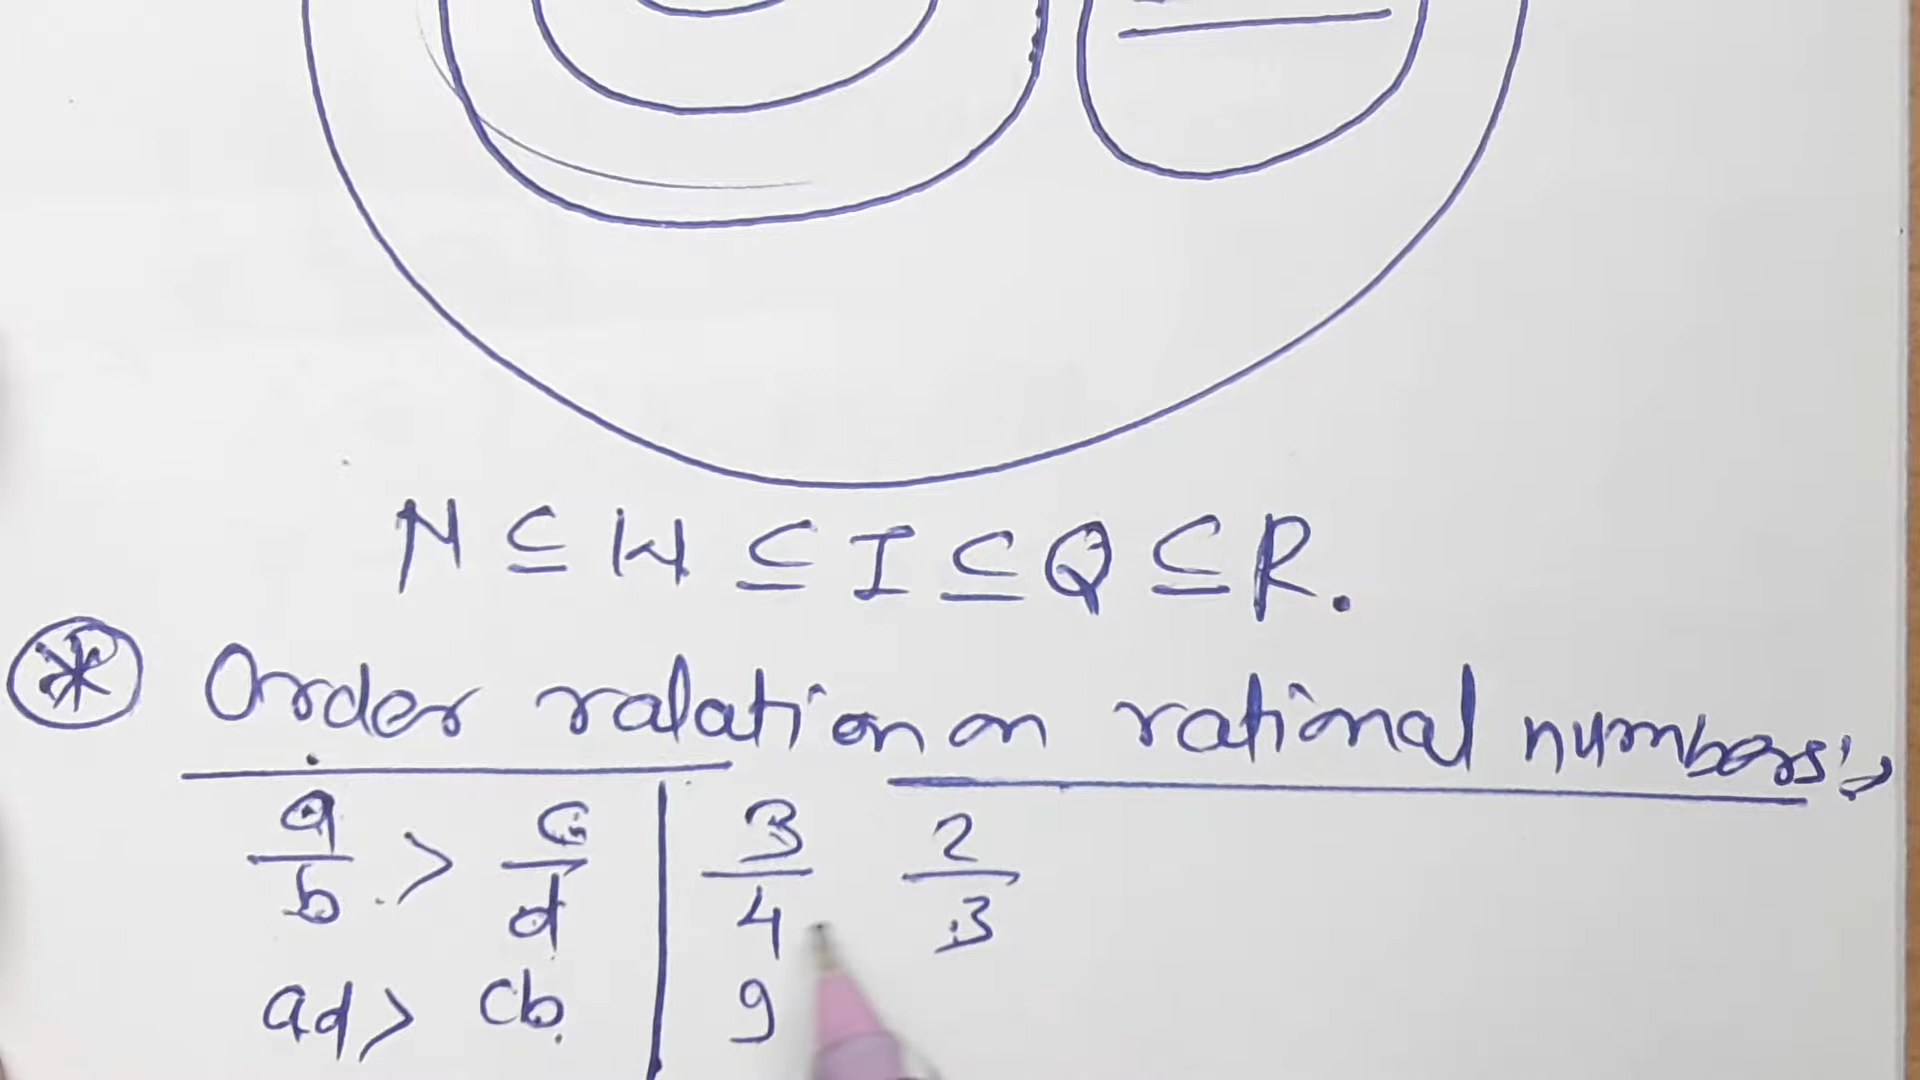 N ⊆ W ⊆ I ⊆ Q ⊆ R.
* Order ralation on rational numbers:→
a/b > c/d | 3/4 2/3
ad > cb | 9